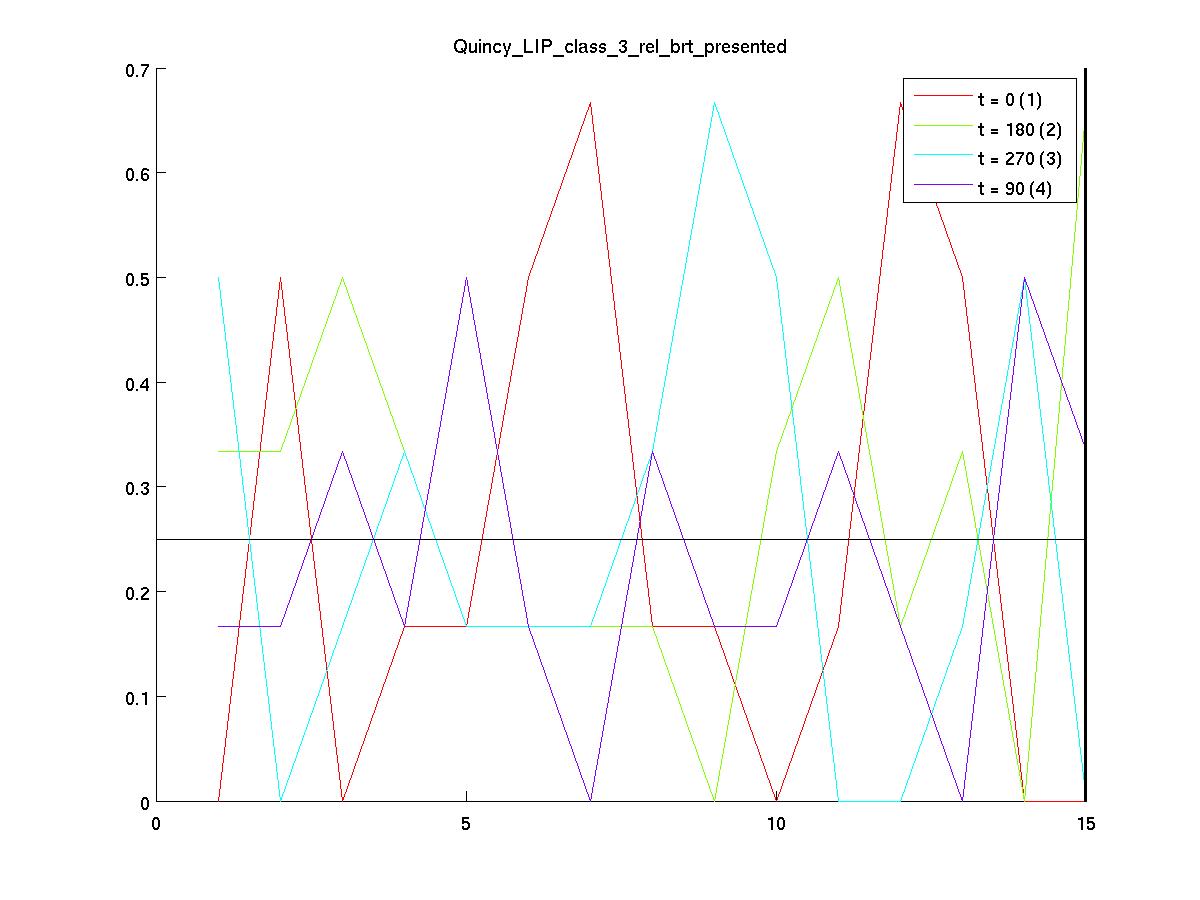 Quincy_LIP_class_3_rel_brt_presented
0.7
0.6
0.5
0.4
0.3
0.2
0.1
0
t = 0 (1)
t = 180 (2)
t = 270 (3)
t = 90 (4)
0 5 10 15